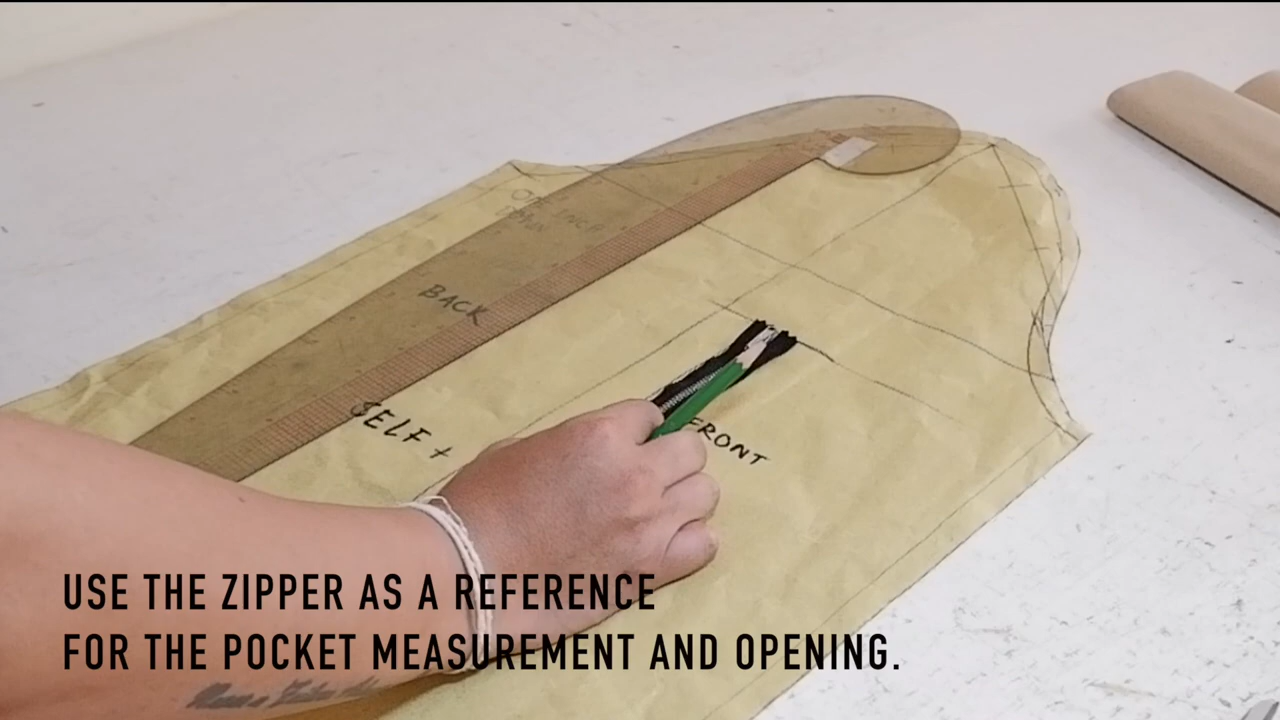 BACK
SELF +
FRONT
USE THE ZIPPER AS A REFERENCE
FOR THE POCKET MEASUREMENT AND OPENING.